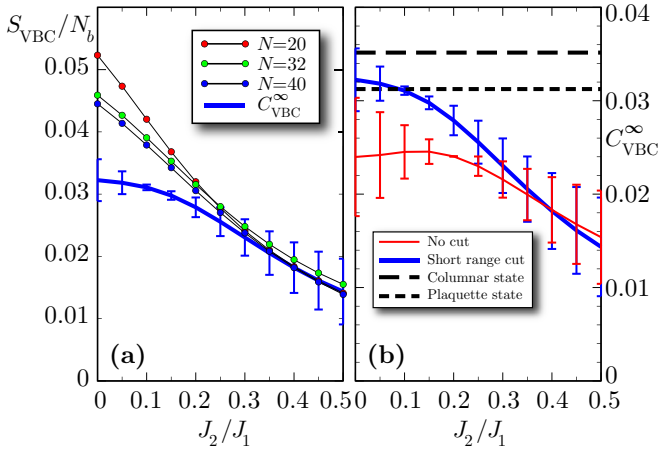 S_VBC/N_b
0.05
0.04
0.03
0.02
0.01
0
N=20
N=32
N=40
C^∞_VBC
(a)
0 0.1 0.2 0.3 0.4 0.5
J_2/J_1
0.04
0.03
C^∞_VBC
0.02
0.01
0
No cut
Short range cut
Columnar state
Plaquette state
(b)
0 0.1 0.2 0.3 0.4 0.5
J_2/J_1